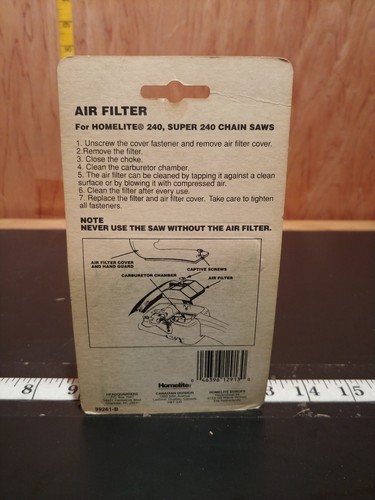 AIR FILTER
For HOMELITE® 240, SUPER 240 CHAIN SAWS
1. Unscrew the cover fastener and remove air filter cover.
2.Remove the filter.
3. Close the choke.
4. Clean the carburetor chamber.
5. The air filter can be cleaned by tapping it against a clean
surface or by blowing it with compressed air.
6. Clean the filter after every use.
7. Replace the filter and air filter cover. Take care to tighten
all fasteners.
NOTE
NEVER USE THE SAW WITHOUT THE AIR FILTER.
AIR FILTER COVER
AND HAND GUARD
CAPTIVE SCREWS
CARBURETOR CHAMBER
AIR FILTER
Homelite
HEADQUARTERS
CANADIAN DIVISION
HOMELITE EUROPE
8 9 13 14 15